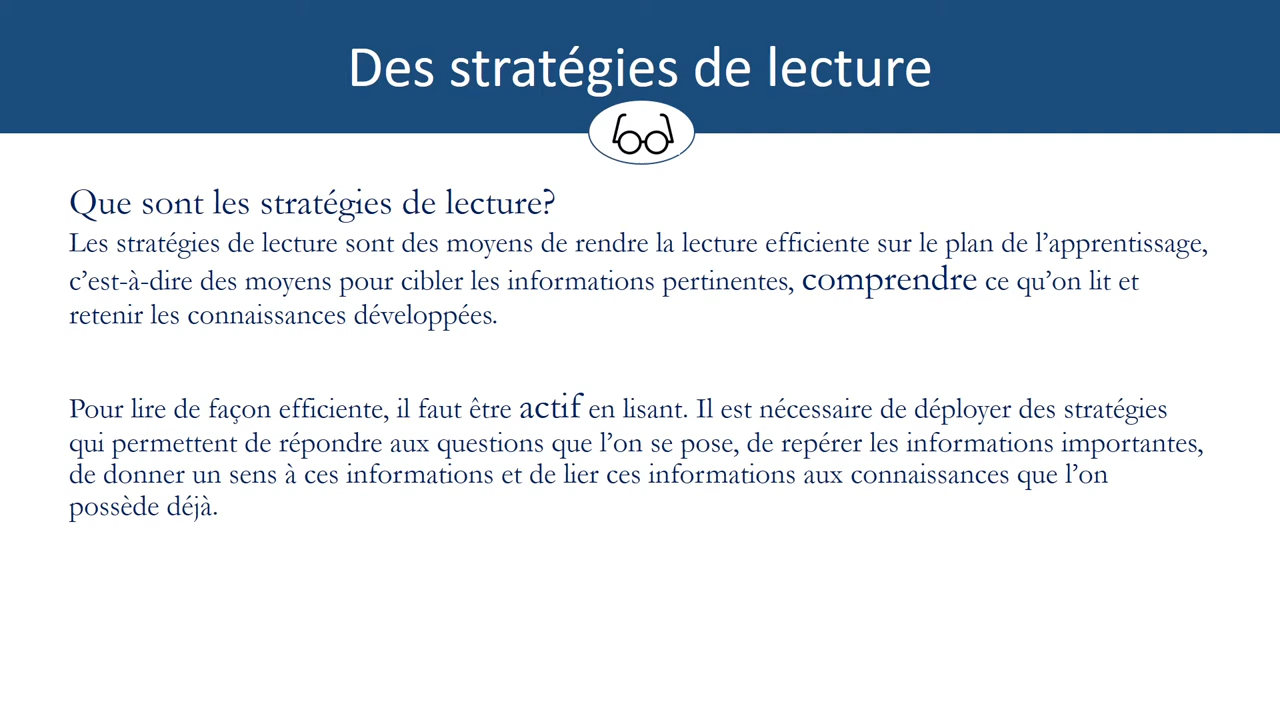 Des stratégies de lecture
Que sont les stratégies de lecture?
Les stratégies de lecture sont des moyens de rendre la lecture efficiente sur le plan de l’apprentissage,
c’est-à-dire des moyens pour cibler les informations pertinentes, comprendre ce qu’on lit et
retenir les connaissances développées.
Pour lire de façon efficiente, il faut être actif en lisant. Il est nécessaire de déployer des stratégies
qui permettent de répondre aux questions que l’on se pose, de repérer les informations importantes,
de donner un sens à ces informations et de lier ces informations aux connaissances que l’on
possède déjà.